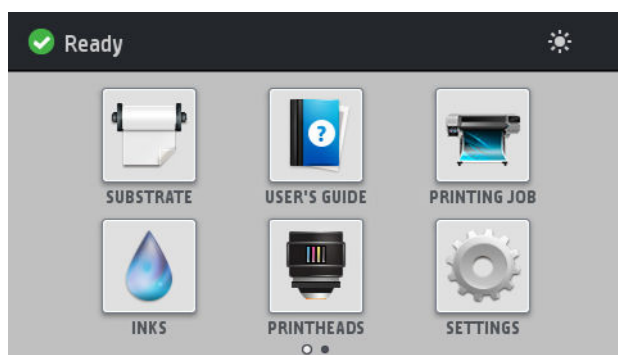 Ready
SUBSTRATE USER'S GUIDE PRINTING JOB
?
INKS PRINTHEADS SETTINGS